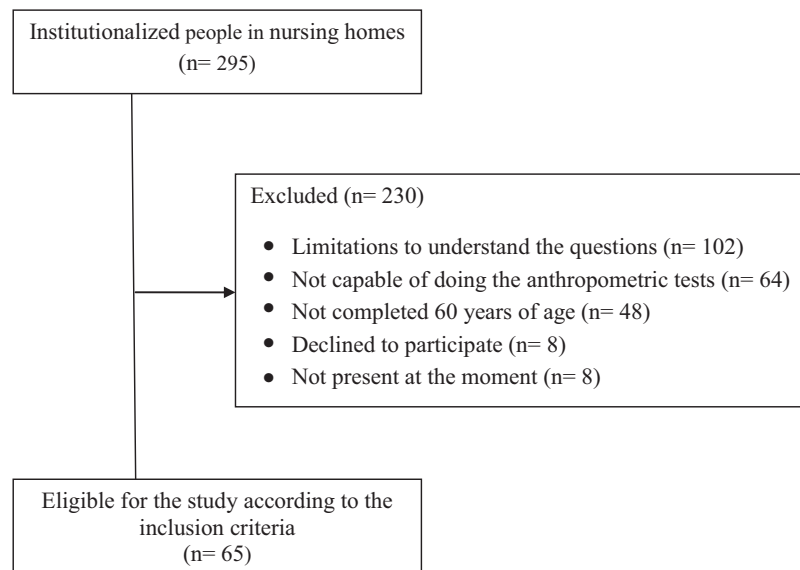 Institutionalized people in nursing homes
(n= 295)
Excluded (n= 230)
• Limitations to understand the questions (n= 102)
• Not capable of doing the anthropometric tests (n= 64)
• Not completed 60 years of age (n= 48)
• Declined to participate (n= 8)
• Not present at the moment (n= 8)
Eligible for the study according to the
inclusion criteria
(n= 65)